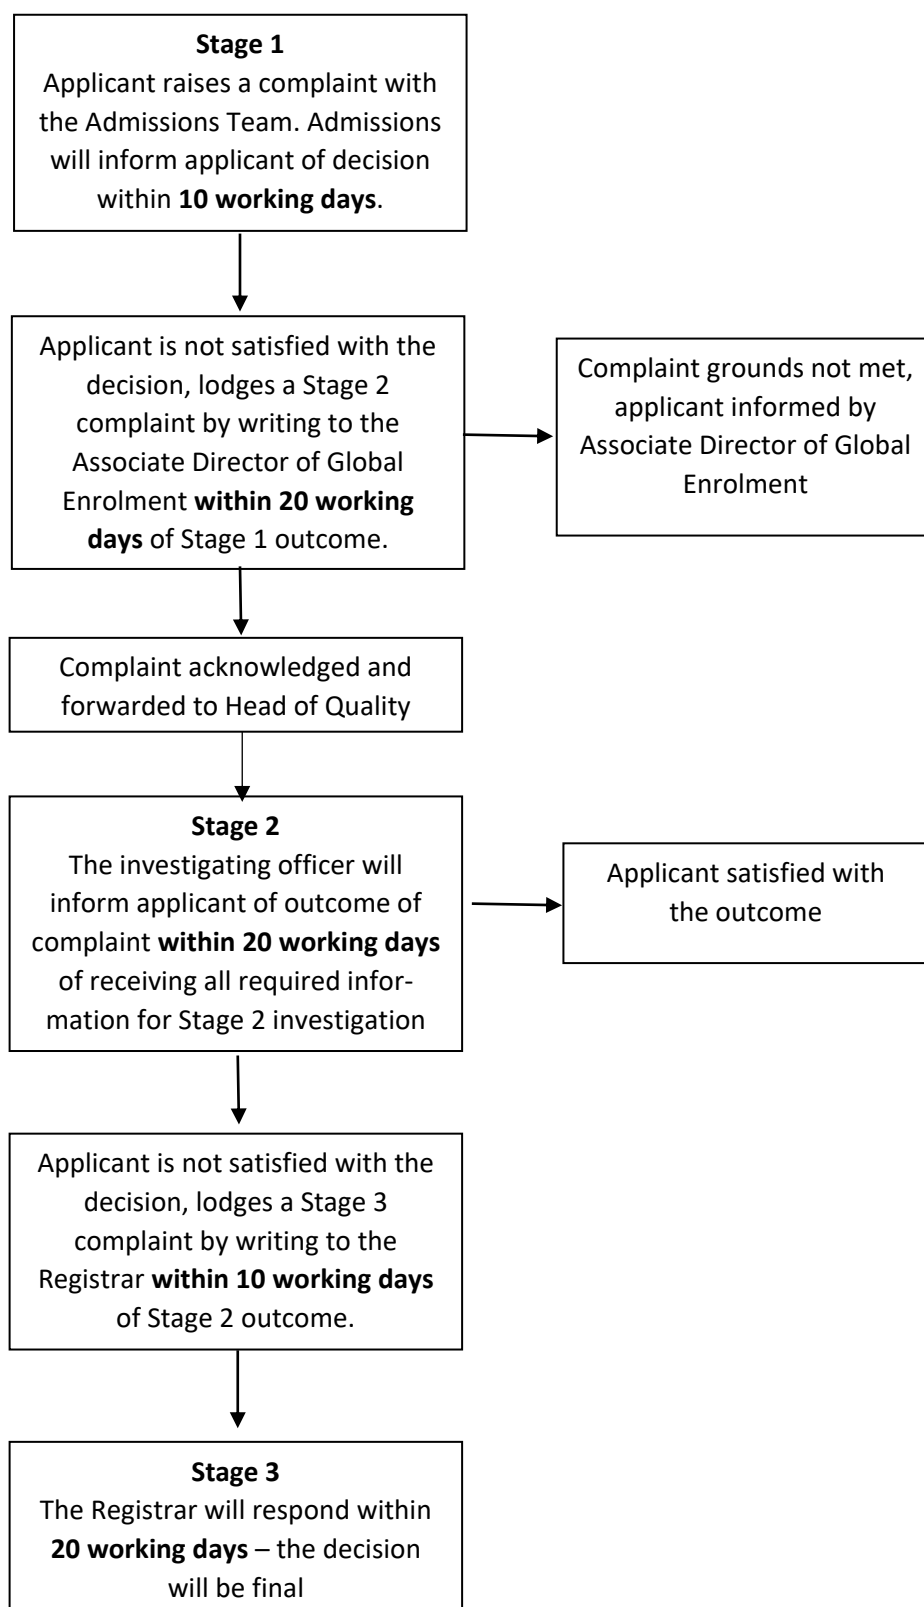 Stage 1
Applicant raises a complaint with
the Admissions Team. Admissions
will inform applicant of decision
within 10 working days.
Applicant is not satisfied with the
decision, lodges a Stage 2
complaint by writing to the
Associate Director of Global
Enrolment within 20 working
days of Stage 1 outcome.
Complaint grounds not met,
applicant informed by
Associate Director of Global
Enrolment
Complaint acknowledged and
forwarded to Head of Quality
Stage 2
The investigating officer will
inform applicant of outcome of
complaint within 20 working days
of receiving all required infor-
mation for Stage 2 investigation
Applicant satisfied with
the outcome
Applicant is not satisfied with the
decision, lodges a Stage 3
complaint by writing to the
Registrar within 10 working days
of Stage 2 outcome.
Stage 3
The Registrar will respond within
20 working days – the decision
will be final